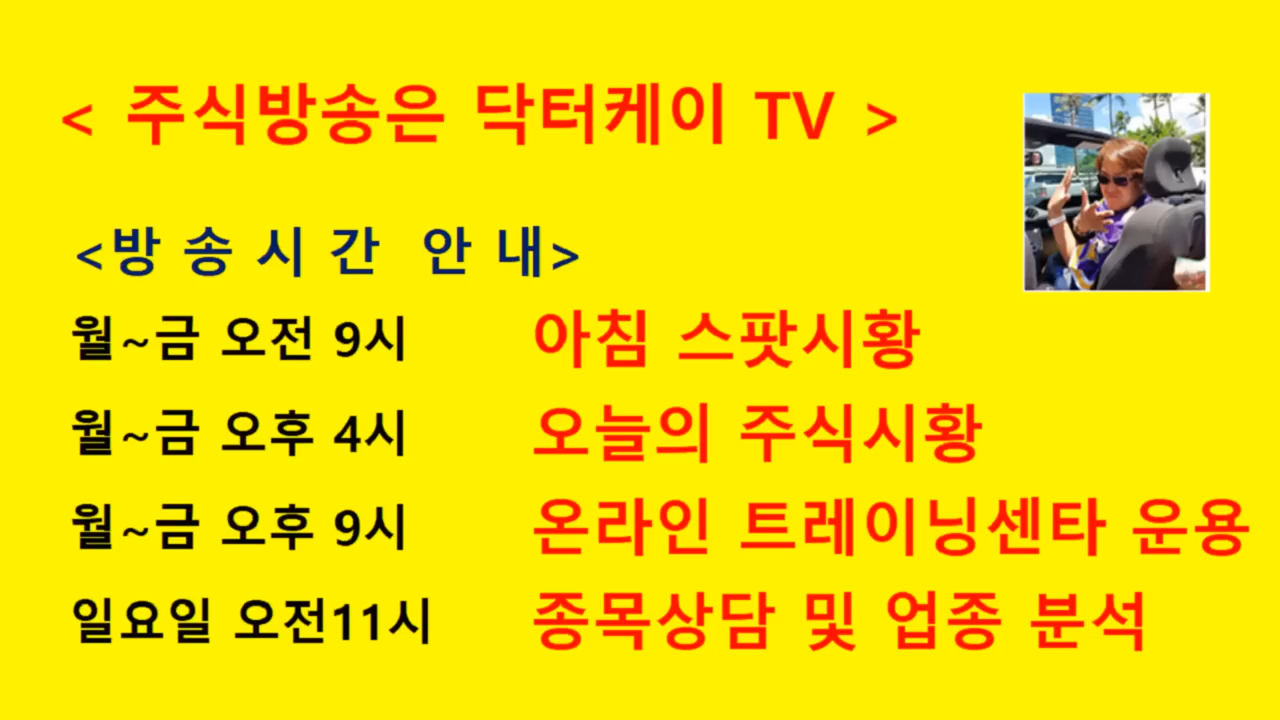 < 주식방송은 닥터케이 TV >
<방 송 시 간 안 내>
월~금 오전 9시 아침 스팟시황
월~금 오후 4시 오늘의 주식시황
월~금 오후 9시 온라인 트레이닝센타 운용
일요일 오전11시 종목상담 및 업종 분석